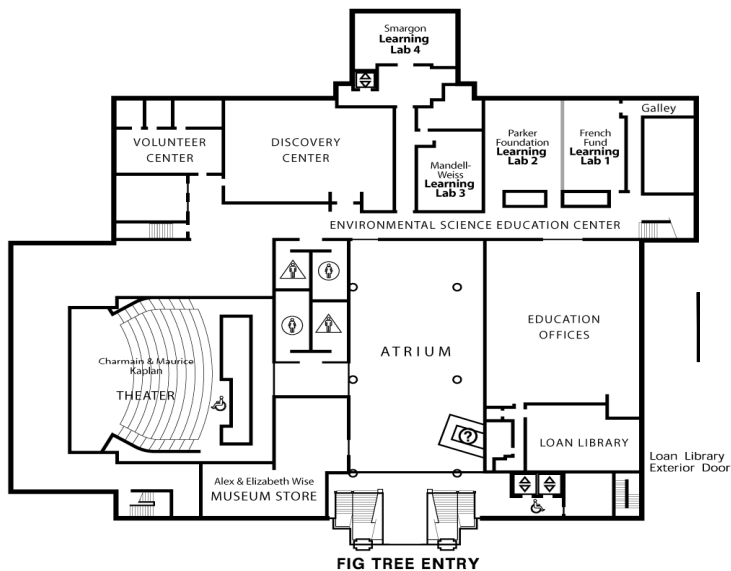 Smargon
Learning
Lab 4
Galley
VOLUNTEER
CENTER
DISCOVERY
CENTER
Mandell-
Weiss
Learning
Lab 3
Parker
Foundation
Learning
Lab 2
French
Fund
Learning
Lab 1
ENVIRONMENTAL SCIENCE EDUCATION CENTER
EDUCATION
OFFICES
ATRIUM
Charmain & Maurice
Kaplan
THEATER
?
LOAN LIBRARY
Loan Library
Exterior Door
Alex & Elizabeth Wise
MUSEUM STORE
FIG TREE ENTRY